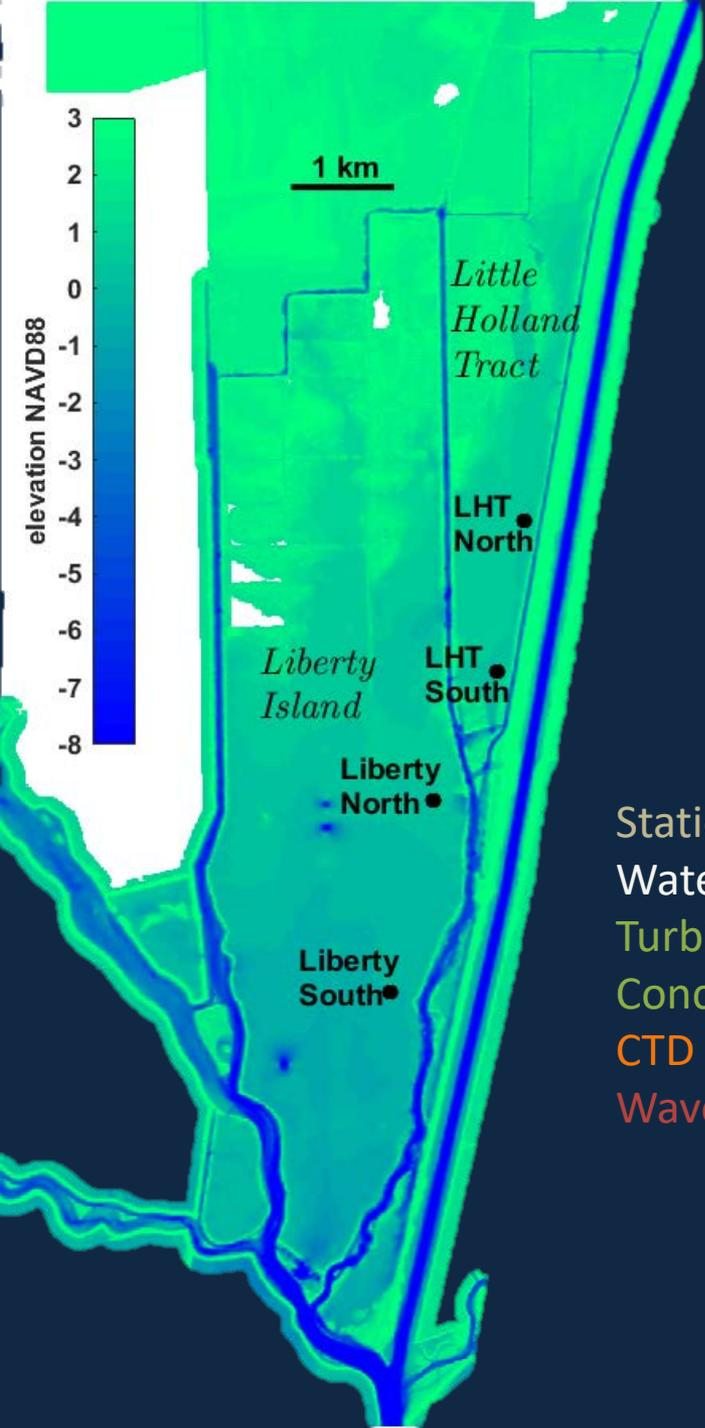 3
2
1
0
-1
-2
-3
-4
-5
-6
-7
-8
elevation NAVD88
1 km
Little
Holland
Tract
LHT
North
Liberty
Island
LHT
South
Liberty
North
Liberty
South
CTD